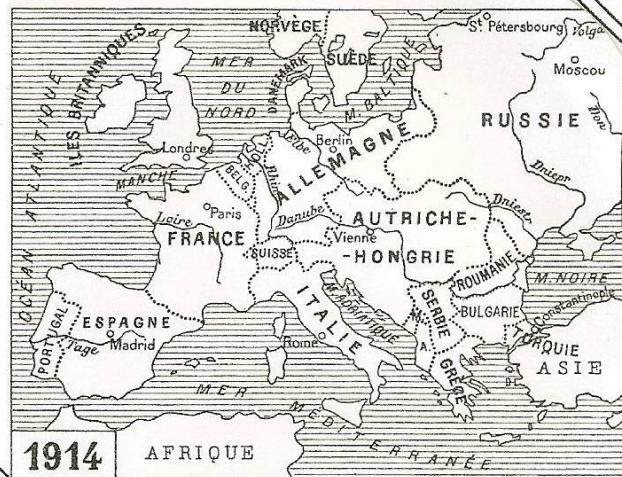 NORVÈGE
SUÈDE
St. Pétersbourg
Volga
Moscou
ILES BRITANNIQUES
MER
DU
NORD
DANEMARK
M. BALTIQUE
RUSSIE
Don
OCÉAN ATLANTIQUE
Londres
HOLL.
Elbe
Berlin
ALLEMAGNE
MANCHE
BELG.
Rhin
Dniepr
Loire
Paris
FRANCE
Danube
Vienne
AUTRICHE-
-HONGRIE
Dniestr
SUISSE
ROUMANIE
M. NOIRE
ITALIE
M. ADRIATIQUE
SERBIE
BULGARIE
Constantinople
PORTUGAL
ESPAGNE
Tage
Madrid
Rome
M.
A.
GRÈCE
TURQUIE
ASIE
MER
MÉDITERRANÉE
1914
AFRIQUE